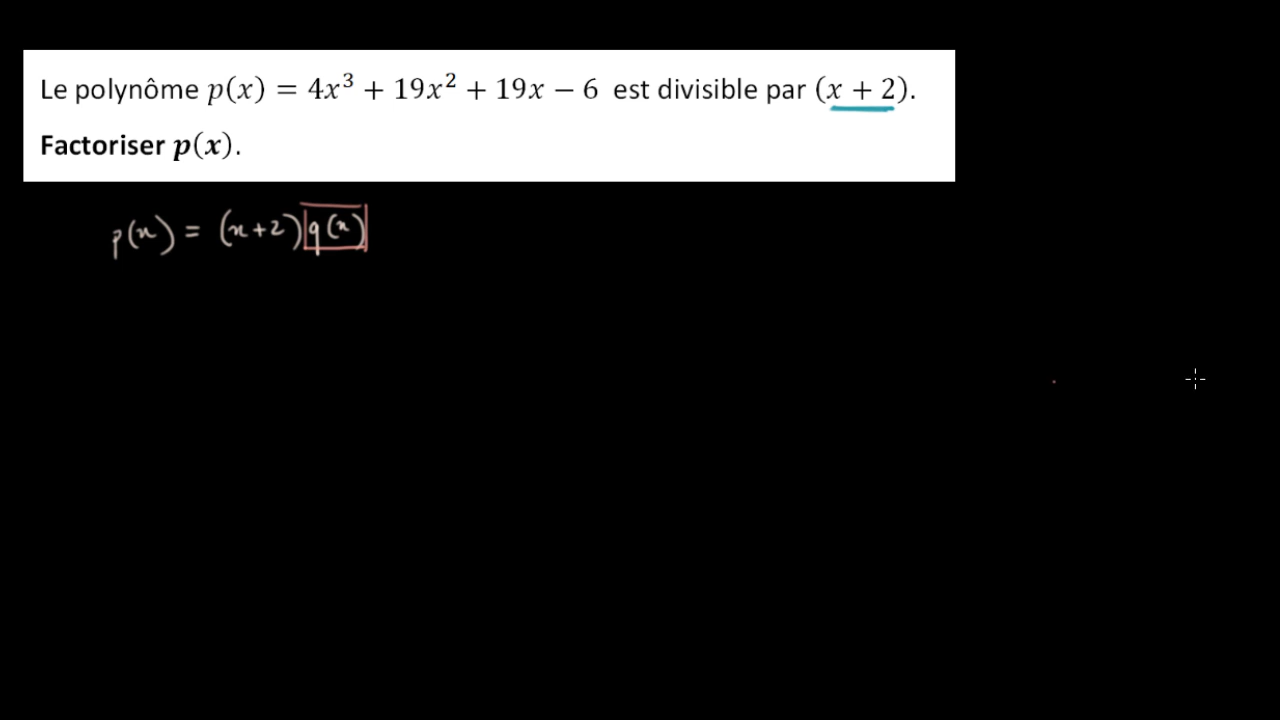 Le polynôme p(x) = 4x³ + 19x² + 19x − 6 est divisible par (x + 2).
Factoriser p(x).
p(x) = (x+2) q(x)